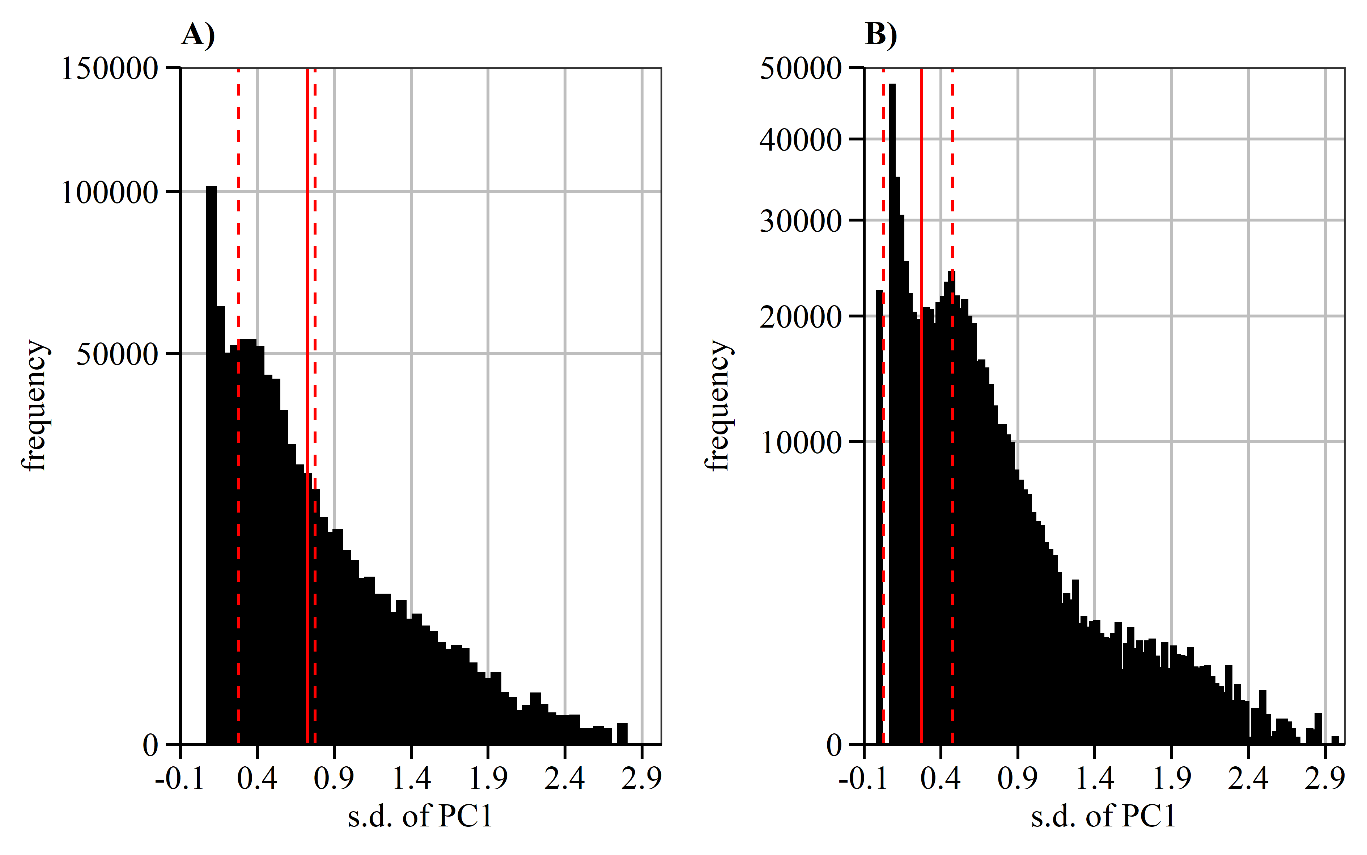 A)
150000
100000
50000
0
frequency
-0.1 0.4 0.9 1.4 1.9 2.4 2.9
s.d. of PC1
B)
50000
40000
30000
20000
10000
0
frequency
-0.1 0.4 0.9 1.4 1.9 2.4 2.9
s.d. of PC1